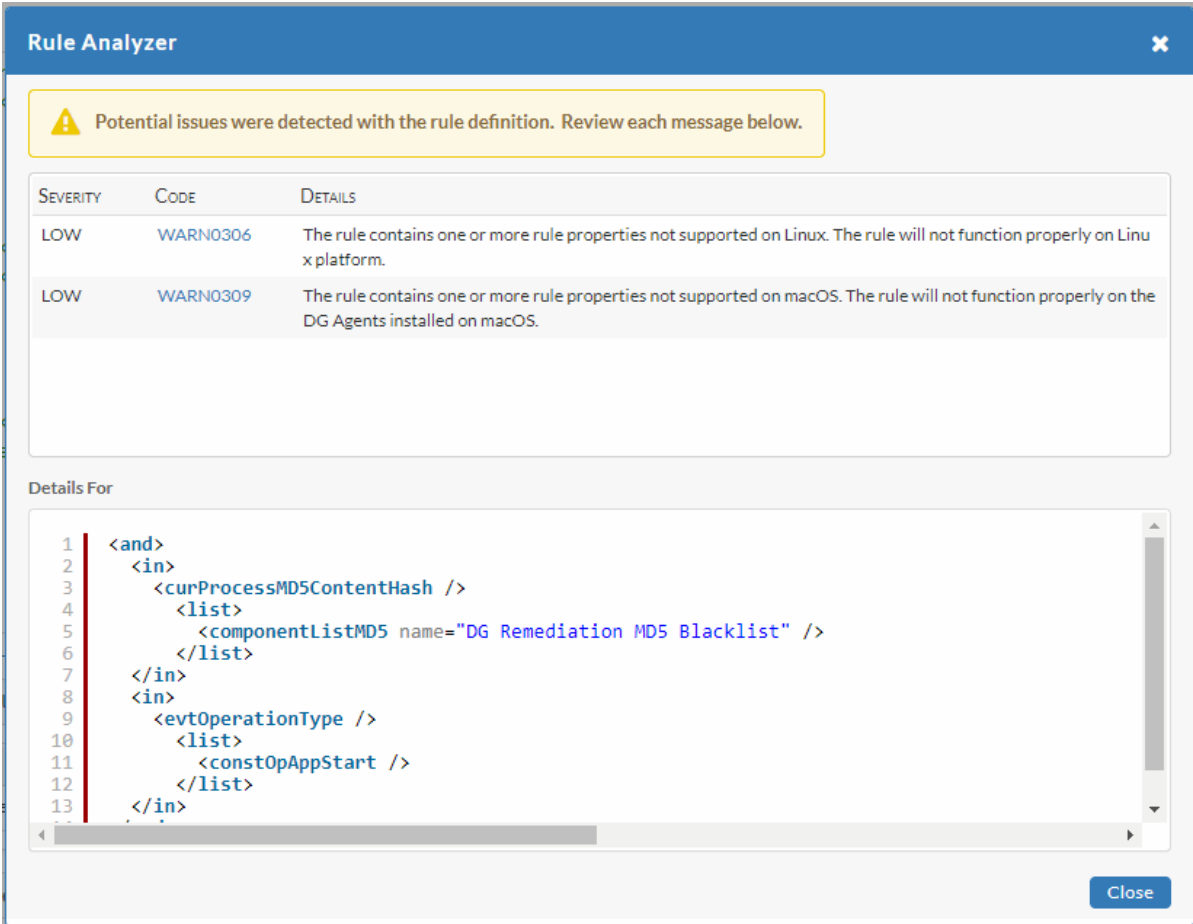 Rule Analyzer
Potential issues were detected with the rule definition. Review each message below.
SEVERITY CODE DETAILS
LOW WARN0306 The rule contains one or more rule properties not supported on Linux. The rule will not function properly on Linu
x platform.
LOW WARN0309 The rule contains one or more rule properties not supported on macOS. The rule will not function properly on the
DG Agents installed on macOS.
Details For
1 <and>
2 <in>
3 <curProcessMD5ContentHash />
4 <list>
5 <componentListMD5 name="DG Remediation MD5 Blacklist" />
6 </list>
7 </in>
8 <in>
9 <evtOperationType />
10 <list>
11 <constOpAppStart />
12 </list>
13 </in>
Close